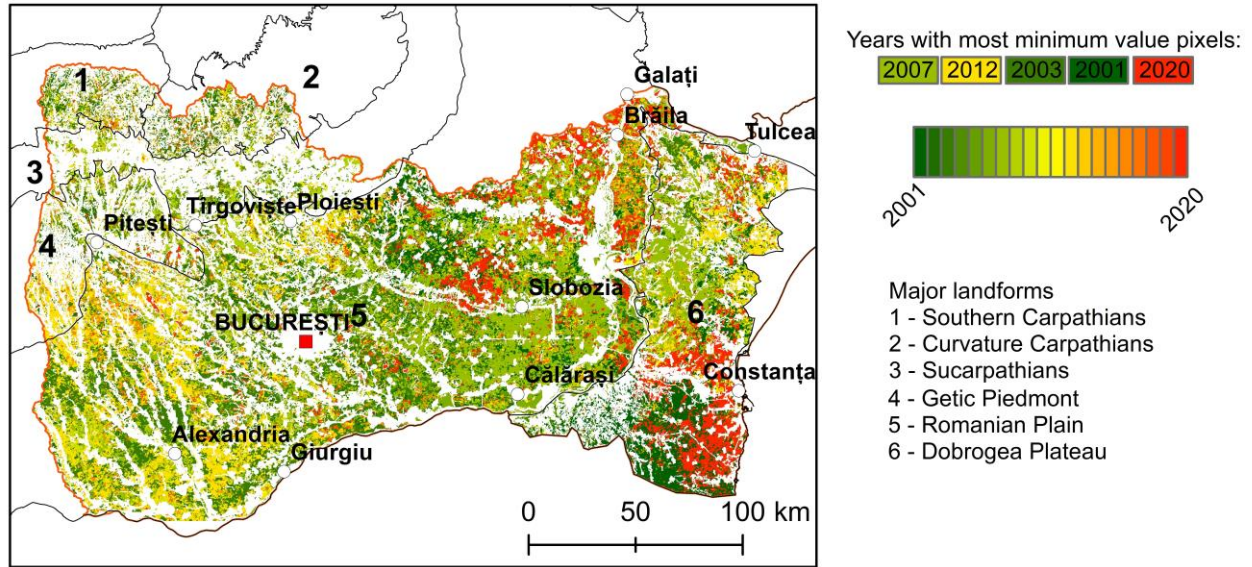 1
2
Galați
Brăila
Tulcea
3
Tîrgoviște
Ploiești
Pitești
4
Slobozia
BUCUREȘTI
5
6
Călărași
Constanța
Alexandria
Giurgiu
0 50 100 km
Years with most minimum value pixels:
2007 2012 2003 2001 2020
2001 2020
Major landforms
1 - Southern Carpathians
2 - Curvature Carpathians
3 - Sucarpathians
4 - Getic Piedmont
5 - Romanian Plain
6 - Dobrogea Plateau